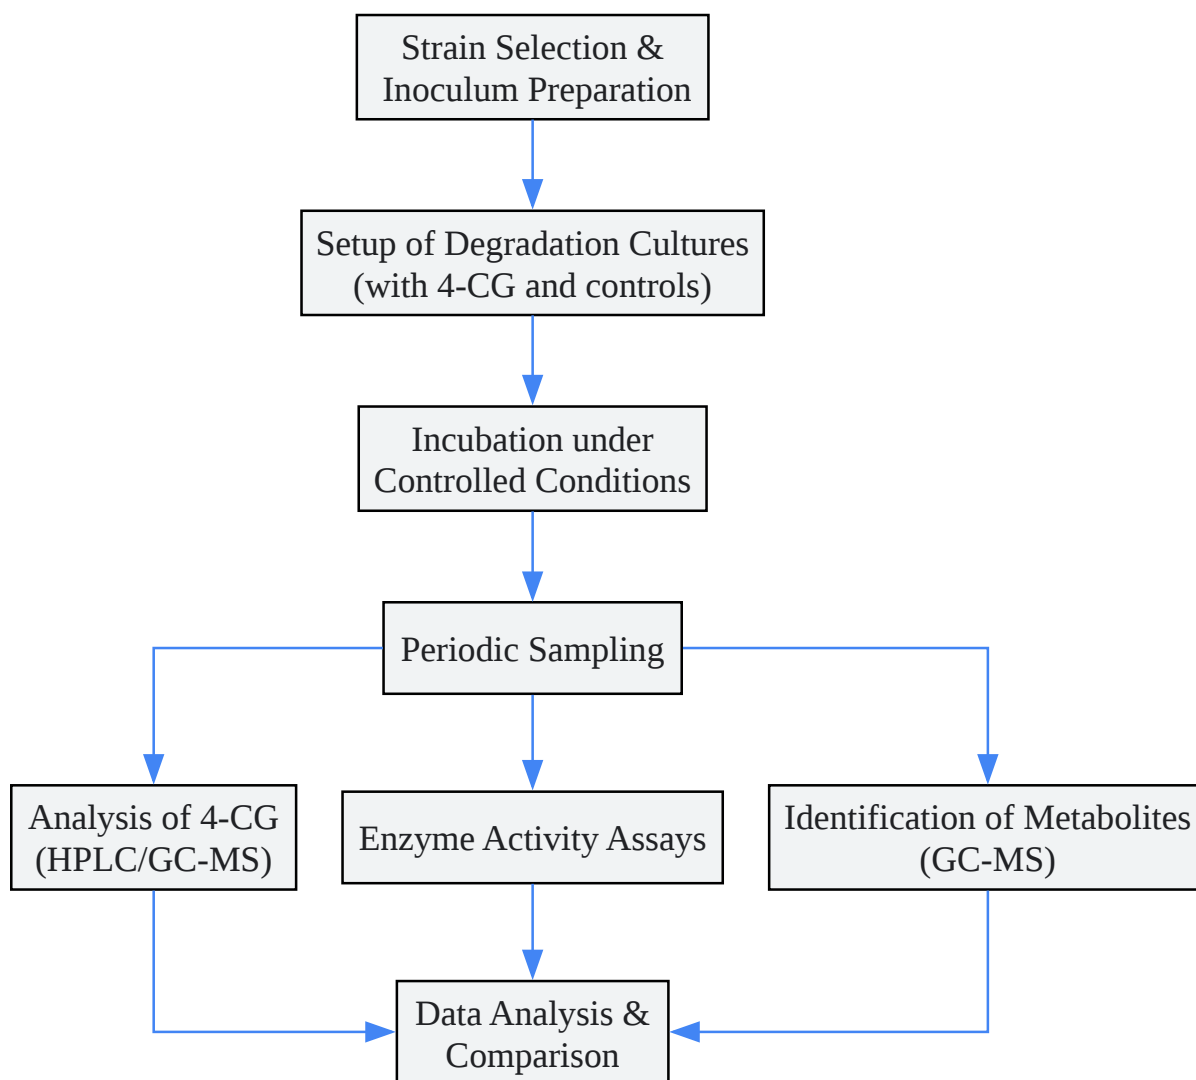 Strain Selection &
Inoculum Preparation
Setup of Degradation Cultures
(with 4-CG and controls)
Incubation under
Controlled Conditions
Periodic Sampling
Analysis of 4-CG
(HPLC/GC-MS)
Enzyme Activity Assays
Identification of Metabolites
(GC-MS)
Data Analysis &
Comparison